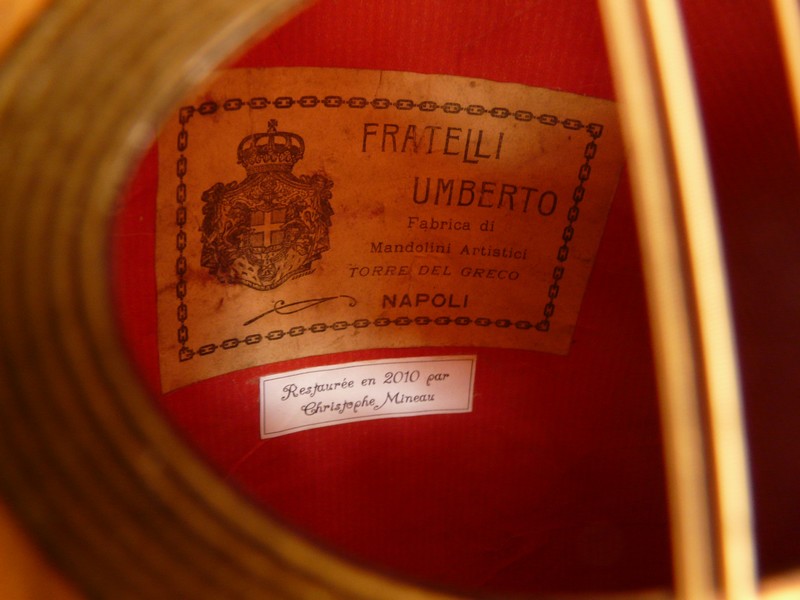 FRATELLI
UMBERTO
Fabrica di
Mandolini Artistici
TORRE DEL GRECO
NAPOLI
Restaurée en 2010 par
Christophe Mineau